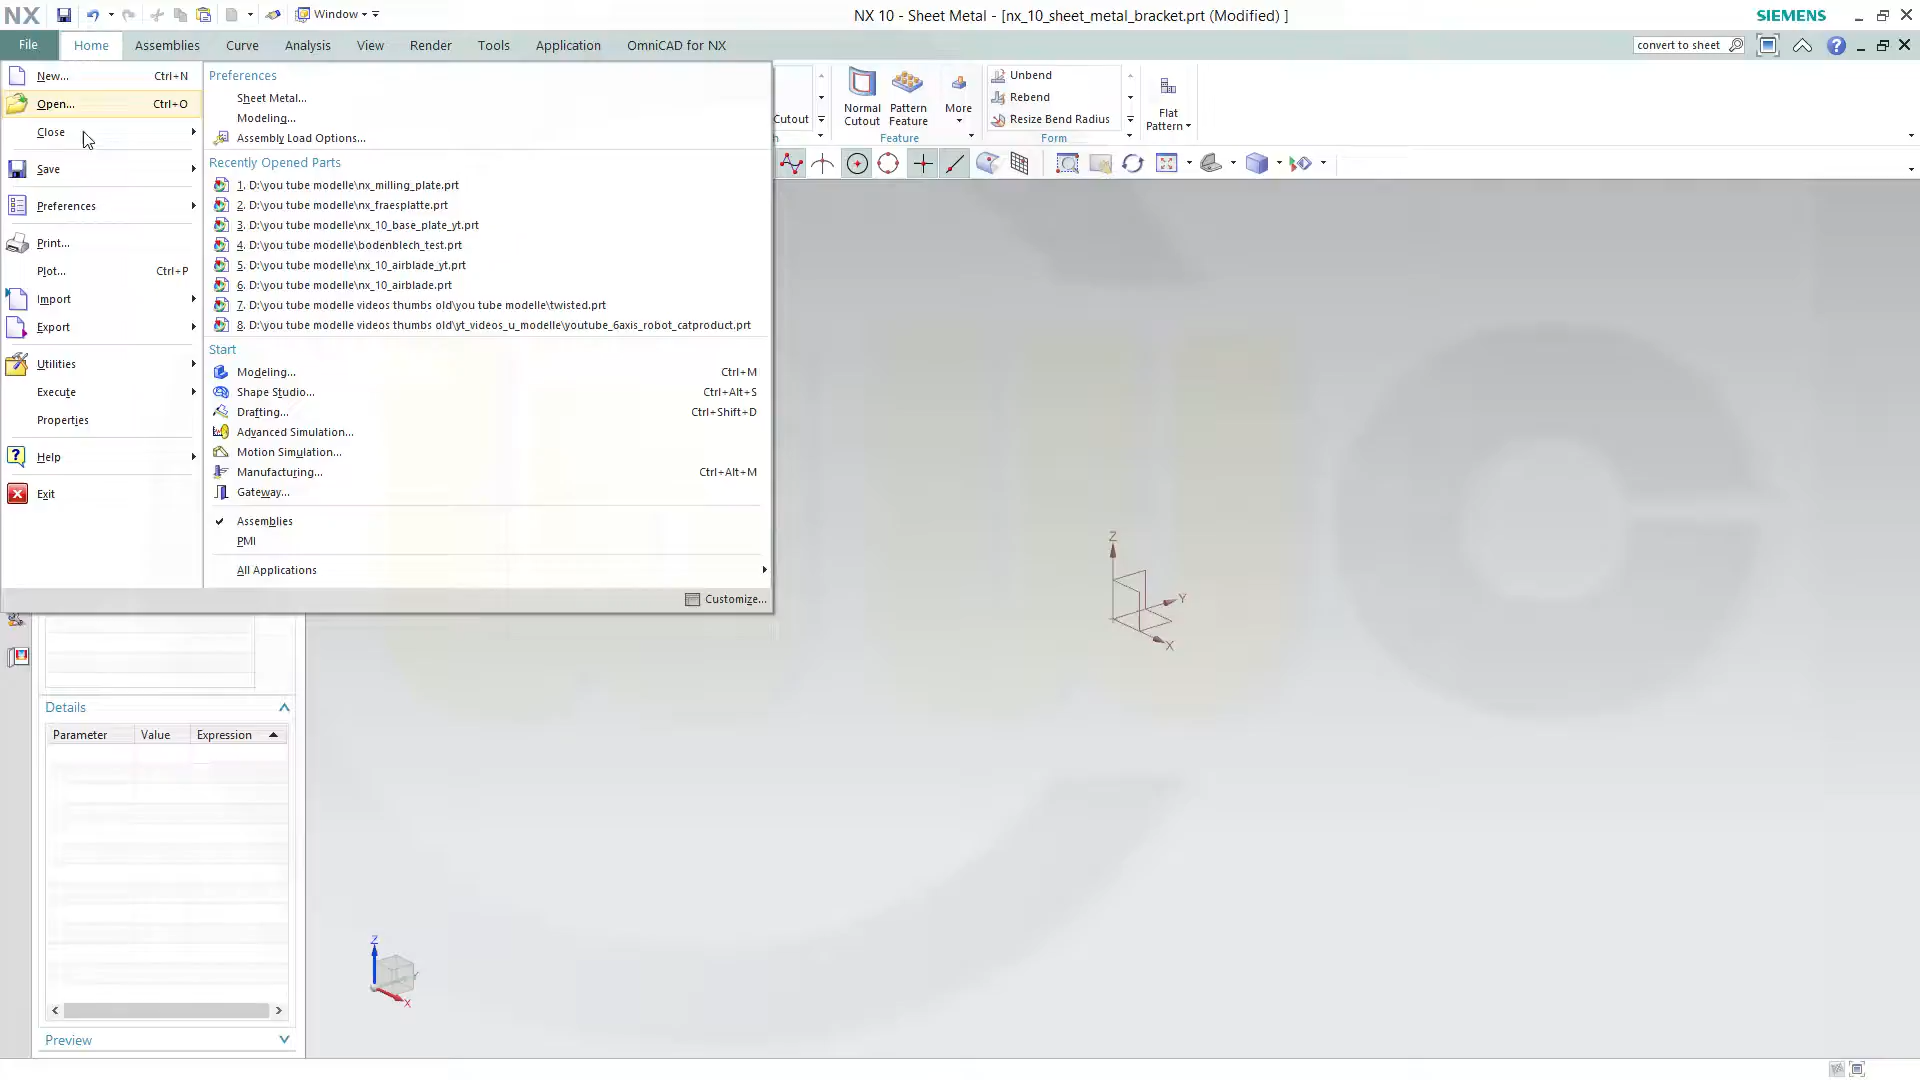 NX
Window
NX 10 - Sheet Metal - [nx_10_sheet_metal_bracket.prt (Modified) ]
SIEMENS
File
Home
Assemblies
Curve
Analysis
View
Render
Tools
Application
OmniCAD for NX
convert to sheet
New... Ctrl+N
Open... Ctrl+O
Close
Save
Preferences
Print...
Plot... Ctrl+P
Import
Export
Utilities
Execute
Properties
Help
Exit
Preferences
Sheet Metal...
Modeling...
Assembly Load Options...
Recently Opened Parts
1. D:\you tube modelle\nx_milling_plate.prt
2. D:\you tube modelle\nx_fraesplatte.prt
3. D:\you tube modelle\nx_10_base_plate_yt.prt
4. D:\you tube modelle\bodenblech_test.prt
5. D:\you tube modelle\nx_10_airblade_yt.prt
6. D:\you tube modelle\nx_10_airblade.prt
7. D:\you tube modelle videos thumbs old\you tube modelle\twisted.prt
8. D:\you tube modelle videos thumbs old\yt_videos_u_modelle\youtube_6axis_robot_catproduct.prt
Start
Modeling... Ctrl+M
Shape Studio... Ctrl+Alt+S
Drafting... Ctrl+Shift+D
Advanced Simulation...
Motion Simulation...
Manufacturing... Ctrl+Alt+M
Gateway...
Assemblies
PMI
All Applications
Customize...
Cutout
Normal
Cutout
Pattern
Feature
More
Feature
Unbend
Rebend
Resize Bend Radius
Form
Flat
Pattern
Z
Y
X
Details
Parameter
Value
Expression
Preview
Z
Y
X